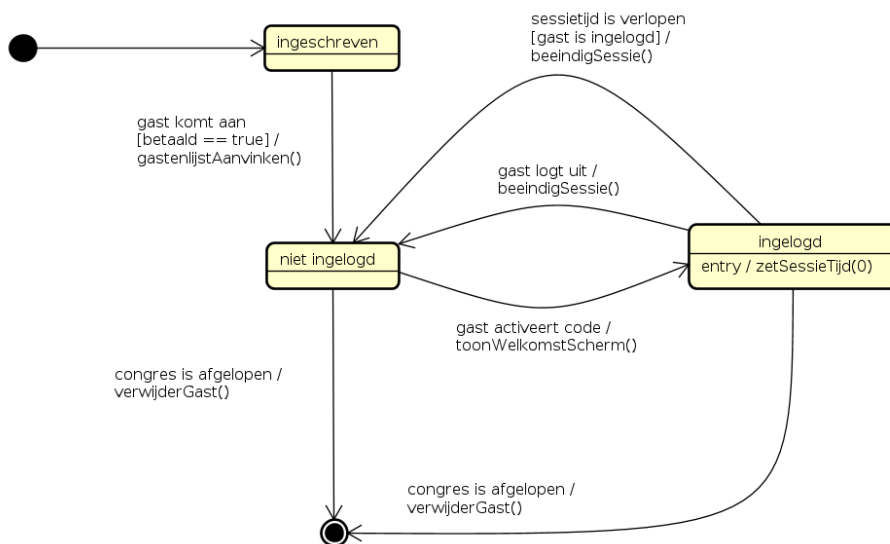 ingeschreven
sessietijd is verlopen
[gast is ingelogd] /
beeindigSessie()
gast komt aan
[betaald == true] /
gastenlijstAanvinken()
gast logt uit /
beeindigSessie()
niet ingelogd
ingelogd
entry / zetSessieTijd(0)
gast activeert code /
toonWelkomstScherm()
congres is afgelopen /
verwijderGast()
congres is afgelopen /
verwijderGast()